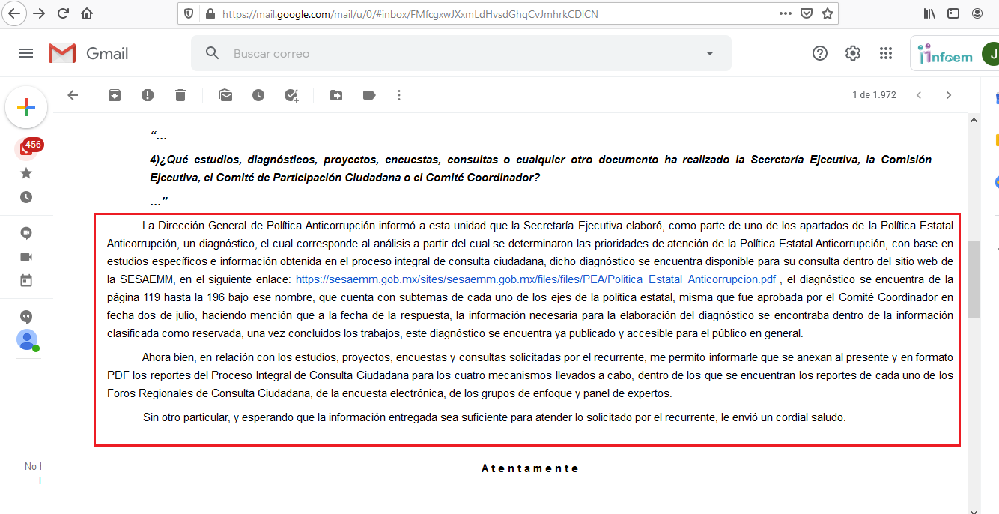 https://mail.google.com/mail/u/0/#inbox/FMfcgxwJXxmLdHvsdGhqCvJmhrkCDlCN
Gmail
Buscar correo
infoem
J
1 de 1.972
456
“...
4)¿Qué estudios, diagnósticos, proyectos, encuestas, consultas o cualquier otro documento ha realizado la Secretaría Ejecutiva, la Comisión
Ejecutiva, el Comité de Participación Ciudadana o el Comité Coordinador?
...”
La Dirección General de Política Anticorrupción informó a esta unidad que la Secretaría Ejecutiva elaboró, como parte de uno de los apartados de la Política Estatal
Anticorrupción, un diagnóstico, el cual corresponde al análisis a partir del cual se determinaron las prioridades de atención de la Política Estatal Anticorrupción, con base en
estudios específicos e información obtenida en el proceso integral de consulta ciudadana, dicho diagnóstico se encuentra disponible para su consulta dentro del sitio web de
la SESAEMM, en el siguiente enlace: https://sesaemm.gob.mx/sites/sesaemm.gob.mx/files/files/PEA/Politica_Estatal_Anticorrupcion.pdf , el diagnóstico se encuentra de la
página 119 hasta la 196 bajo ese nombre, que cuenta con subtemas de cada uno de los ejes de la política estatal, misma que fue aprobada por el Comité Coordinador en
fecha dos de julio, haciendo mención que a la fecha de la respuesta, la información necesaria para la elaboración del diagnóstico se encontraba dentro de la información
clasificada como reservada, una vez concluidos los trabajos, este diagnóstico se encuentra ya publicado y accesible para el público en general.
Ahora bien, en relación con los estudios, proyectos, encuestas y consultas solicitadas por el recurrente, me permito informarle que se anexan al presente y en formato
PDF los reportes del Proceso Integral de Consulta Ciudadana para los cuatro mecanismos llevados a cabo, dentro de los que se encuentran los reportes de cada uno de los
Foros Regionales de Consulta Ciudadana, de la encuesta electrónica, de los grupos de enfoque y panel de expertos.
Sin otro particular, y esperando que la información entregada sea suficiente para atender lo solicitado por el recurrente, le envió un cordial saludo.
Atentamente
No l
l